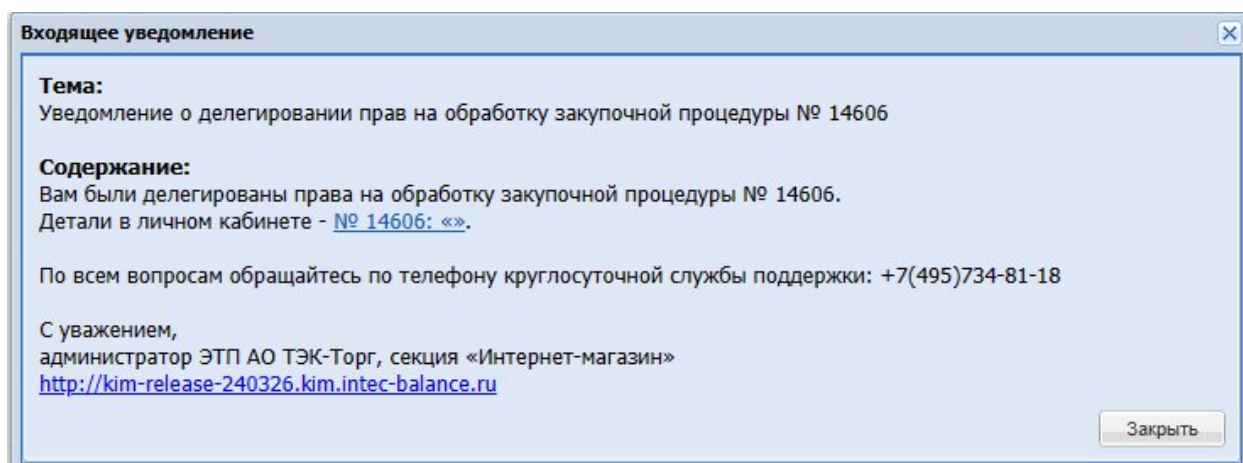 Входящее уведомление
Тема:
Уведомление о делегировании прав на обработку закупочной процедуры № 14606
Содержание:
Вам были делегированы права на обработку закупочной процедуры № 14606.
Детали в личном кабинете - № 14606: «».
По всем вопросам обращайтесь по телефону круглосуточной службы поддержки: +7(495)734-81-18
С уважением,
администратор ЭТП АО ТЭК-Торг, секция «Интернет-магазин»
http://kim-release-240326.kim.intec-balance.ru
Закрыть